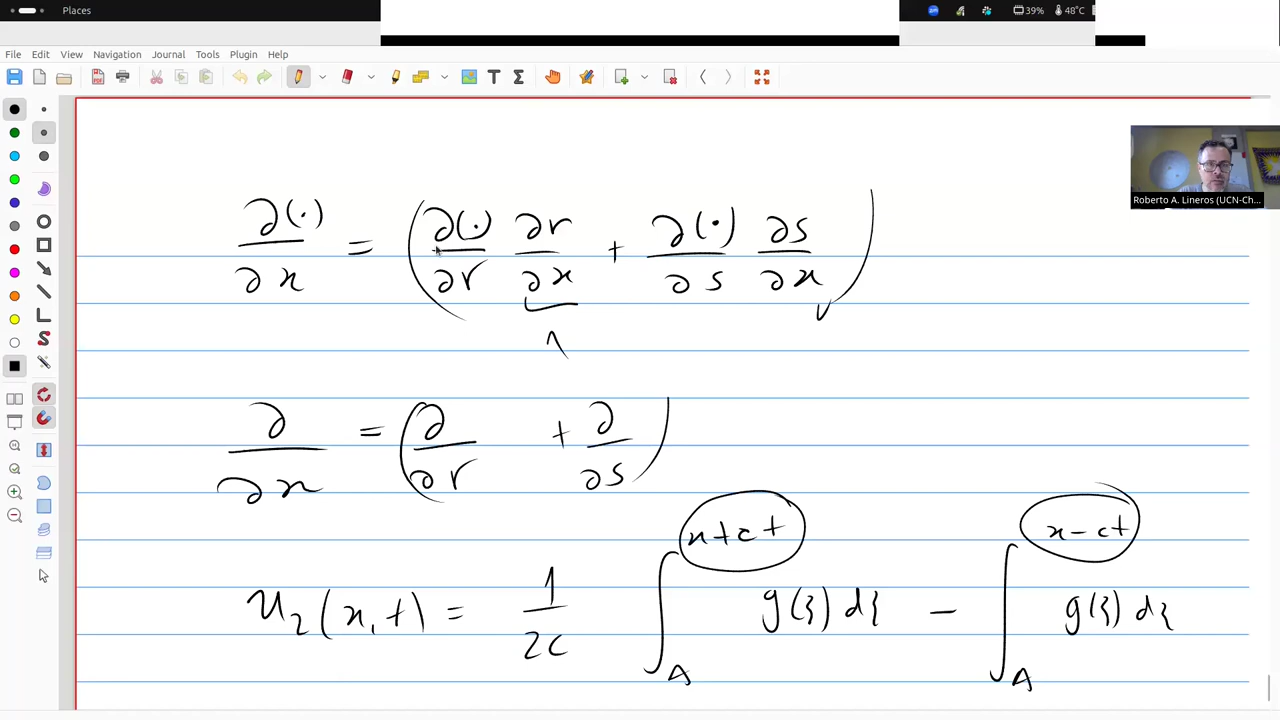 Places
39% 48°C
File Edit View Navigation Journal Tools Plugin Help
∂(·)/∂x = (∂(·)/∂r ∂r/∂x + ∂(·)/∂s ∂s/∂x)
1
∂/∂x = (∂/∂r + ∂/∂s)
u₂(x,t) = 1/2c ∫_A^{x+ct} g(ξ)dξ − ∫_A^{x−ct} g(ξ)dξ
Roberto A. Lineros (UCN-Ch...